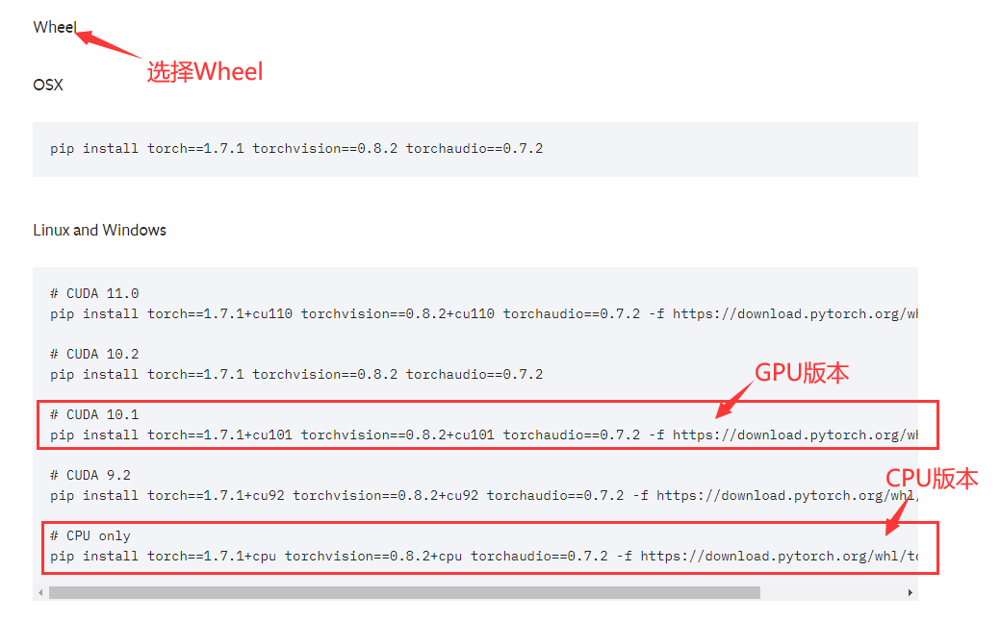 Wheel
选择Wheel
OSX
pip install torch==1.7.1 torchvision==0.8.2 torchaudio==0.7.2
Linux and Windows
# CUDA 11.0
pip install torch==1.7.1+cu110 torchvision==0.8.2+cu110 torchaudio==0.7.2 -f https://download.pytorch.org/wh
# CUDA 10.2
pip install torch==1.7.1 torchvision==0.8.2 torchaudio==0.7.2
GPU版本
# CUDA 10.1
pip install torch==1.7.1+cu101 torchvision==0.8.2+cu101 torchaudio==0.7.2 -f https://download.pytorch.org/wh
# CUDA 9.2
CPU版本
pip install torch==1.7.1+cu92 torchvision==0.8.2+cu92 torchaudio==0.7.2 -f https://download.pytorch.org/whl/
# CPU only
pip install torch==1.7.1+cpu torchvision==0.8.2+cpu torchaudio==0.7.2 -f https://download.pytorch.org/whl/to